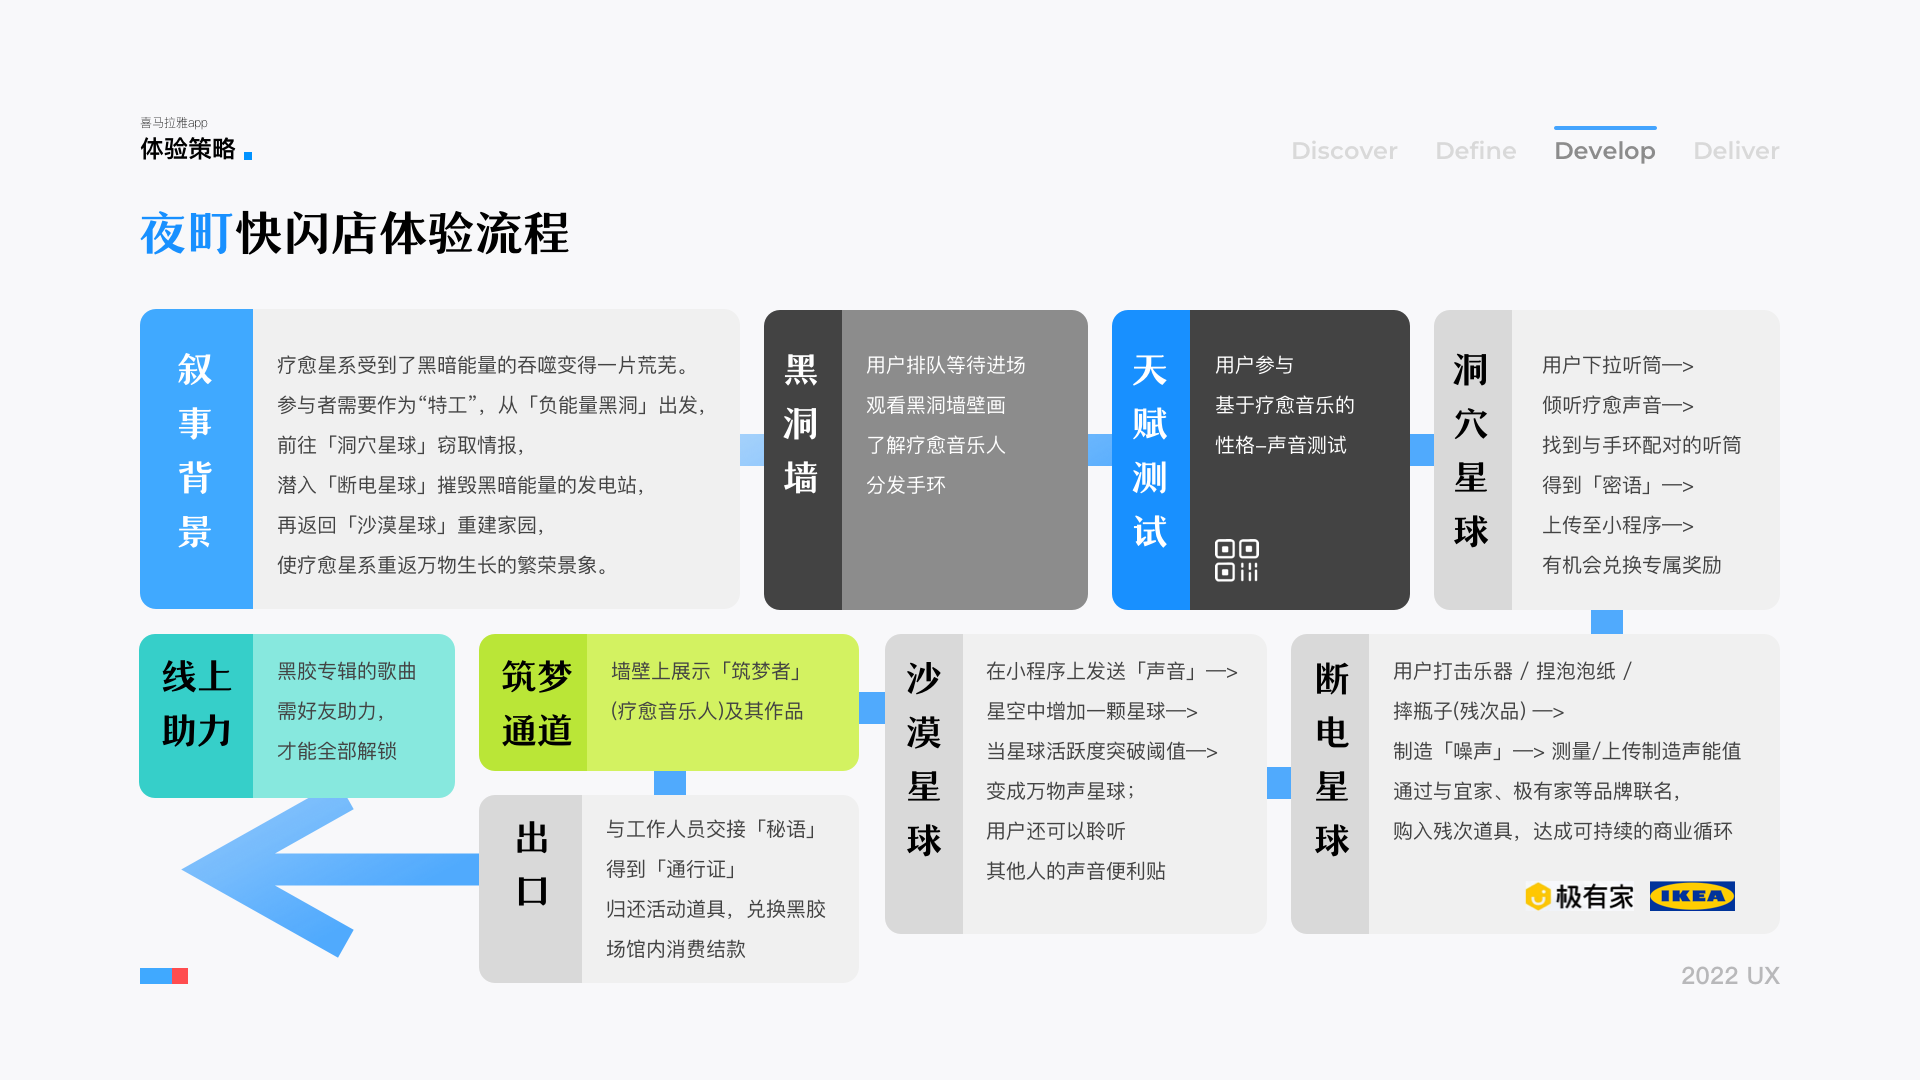 喜马拉雅app
体验策略
Discover Define Develop Deliver
夜町快闪店体验流程
叙事背景
疗愈星系受到了黑暗能量的吞噬变得一片荒芜。
参与者需要作为“特工”，从「负能量黑洞」出发，
前往「洞穴星球」窃取情报，
潜入「断电星球」摧毁黑暗能量的发电站，
再返回「沙漠星球」重建家园，
使疗愈星系重返万物生长的繁荣景象。
黑洞墙
用户排队等待进场
观看黑洞墙壁画
了解疗愈音乐人
分发手环
天赋测试
用户参与
基于疗愈音乐的
性格–声音测试
洞穴星球
用户下拉听筒—>
倾听疗愈声音—>
找到与手环配对的听筒
得到「密语」—>
上传至小程序—>
有机会兑换专属奖励
断电星球
用户打击乐器 / 捏泡泡纸 /
摔瓶子(残次品) —>
制造「噪声」—> 测量/上传制造声能值
通过与宜家、极有家等品牌联名，
购入残次道具，达成可持续的商业循环
极有家
IKEA
沙漠星球
在小程序上发送「声音」—>
星空中增加一颗星球—>
当星球活跃度突破阈值—>
变成万物声星球；
用户还可以聆听
其他人的声音便利贴
筑梦
通道
墙壁上展示「筑梦者」
(疗愈音乐人)及其作品
出口
与工作人员交接「秘语」
得到「通行证」
归还活动道具，兑换黑胶
场馆内消费结款
线上
助力
黑胶专辑的歌曲
需好友助力，
才能全部解锁
2022 UX